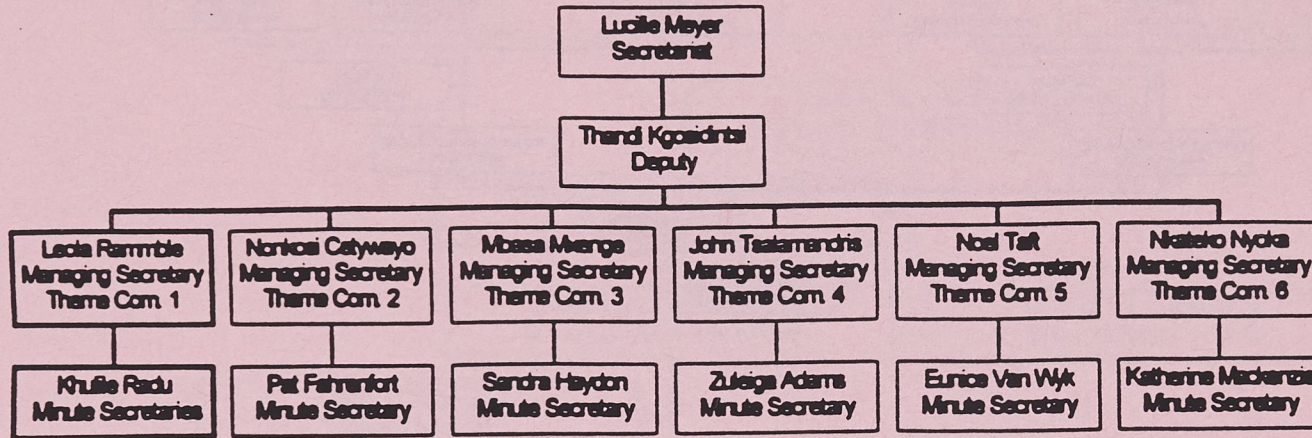 Lucille Meyer
Secretariat
Thandi Kgosidintsi
Deputy
Leola Rammble
Managing Secretary
Theme Com. 1
Nonkosi Cetywayo
Managing Secretary
Theme Com. 2
Mbasa Mxenge
Managing Secretary
Theme Com. 3
John Tsalamandris
Managing Secretary
Theme Com. 4
Noel Taft
Managing Secretary
Theme Com. 5
Nkateko Nyoka
Managing Secretary
Theme Com. 6
Radu
Minute Secretaries
Pat Fahrenfort
Minute Secretary
Sandra Haydon
Minute Secretary
Zuleiga Adams
Minute Secretary
Eunice Van Wyk
Minute Secretary
Katherine Mackenzie
Minute Secretary